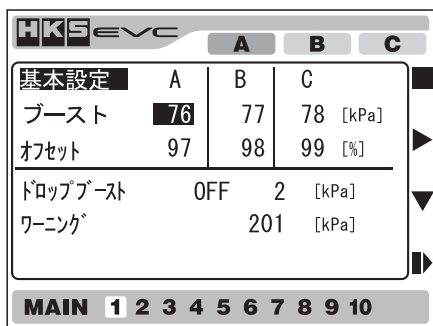 HKS EVC
A B C
基本設定 A B C
ブースト 76 77 78 [kPa]
オフセット 97 98 99 [%]
ドロップブースト OFF 2 [kPa]
ワーニング 201 [kPa]
MAIN 1 2 3 4 5 6 7 8 9 10